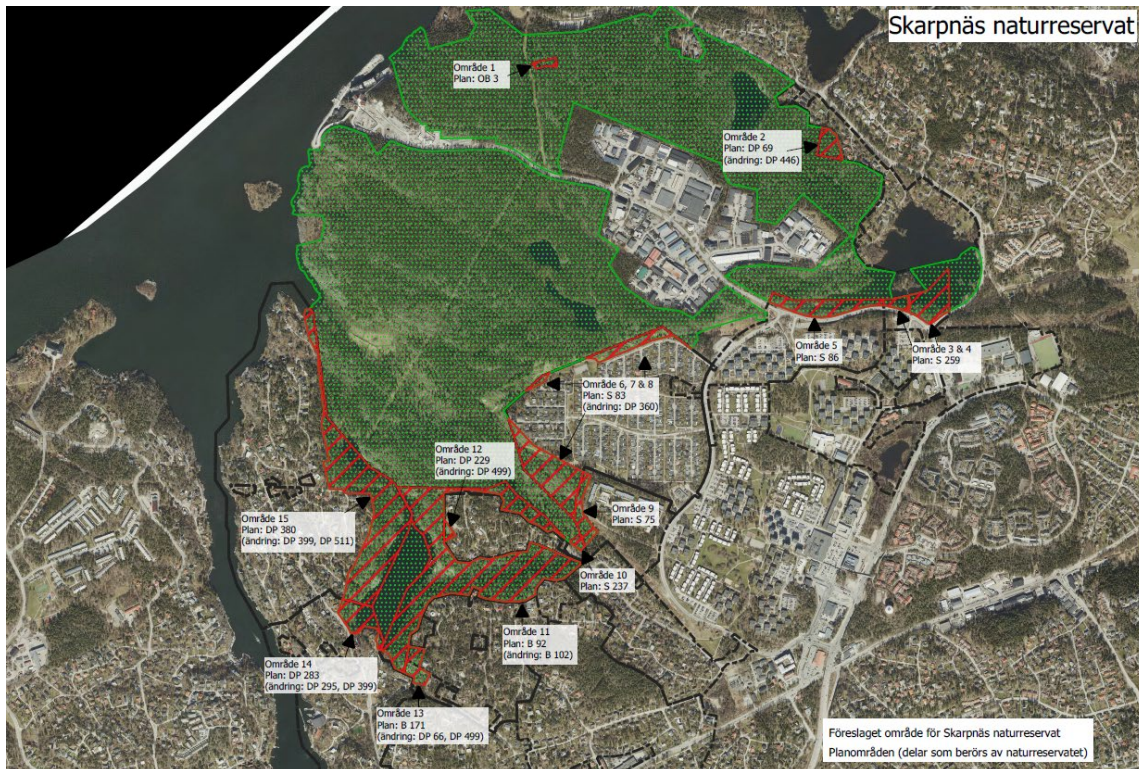 Skarpnäs naturreservat
Område 1
Plan: OB 3
Område 2
Plan: DP 69
(ändring: DP 446)
Område 5
Plan: S 86
Område 3 & 4
Plan: S 259
Område 6, 7 & 8
Plan: S 83
(ändring: DP 360)
Område 12
Plan: DP 229
(ändring: DP 499)
Område 9
Plan: S 75
Område 15
Plan: DP 380
(ändring: DP 399, DP 511)
Område 10
Plan: S 237
Område 11
Plan: B 92
(ändring: B 102)
Område 14
Plan: DP 283
(ändring: DP 295, DP 399)
Område 13
Plan: B 171
(ändring: DP 66, DP 499)
Föreslaget område för Skarpnäs naturreservat
Planområden (delar som berörs av naturreservatet)